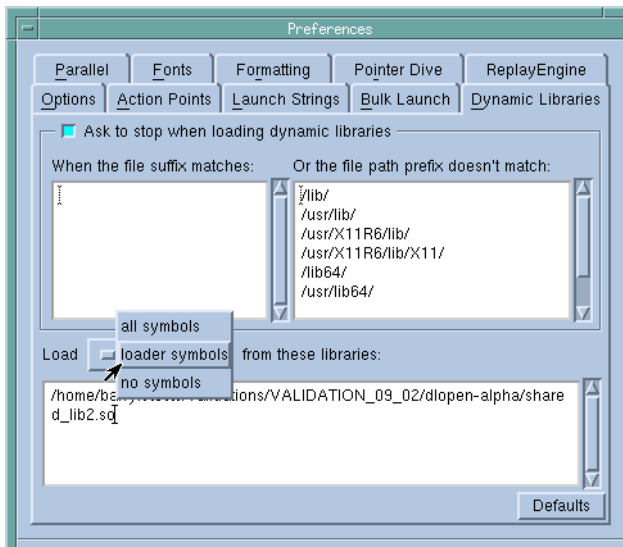 Preferences
Parallel Fonts Formatting Pointer Dive ReplayEngine
Options Action Points Launch Strings Bulk Launch Dynamic Libraries
Ask to stop when loading dynamic libraries
When the file suffix matches: Or the file path prefix doesn't match:
/lib/
/usr/lib/
/usr/X11R6/lib/
/usr/X11R6/lib/X11/
/lib64/
/usr/lib64/
all symbols
Load loader symbols from these libraries:
no symbols
/VALIDATION_09_02/dlopen-alpha/share
d_lib2.so
Defaults